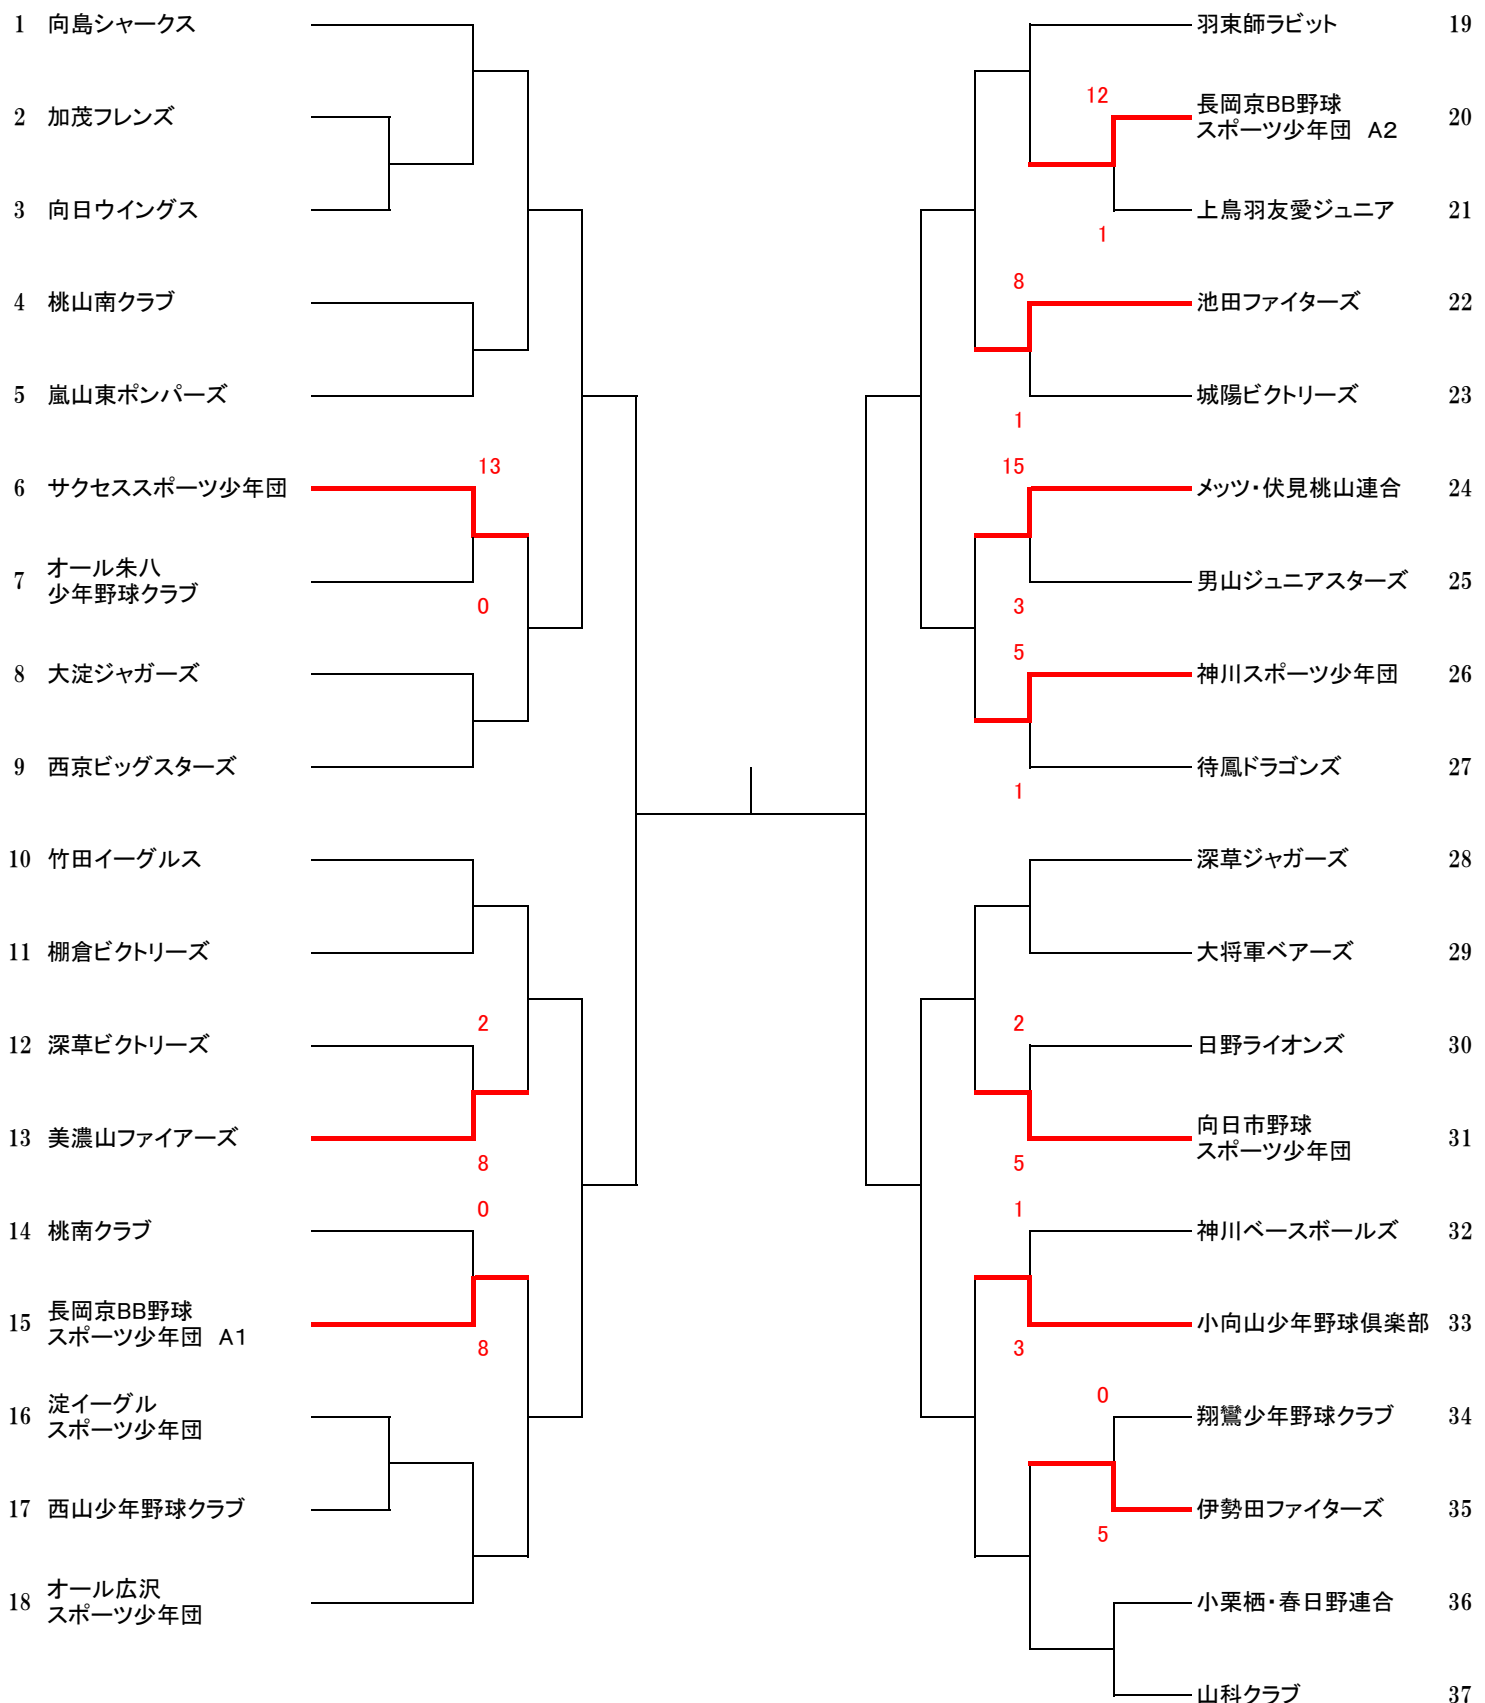 1 向島シャークス
2 加茂フレンズ
3 向日ウイングス
4 桃山南クラブ
5 嵐山東ポンパーズ
13
6 サクセススポーツ少年団
7 オール朱八
少年野球クラブ
0
8 大淀ジャガーズ
9 西京ビッグスターズ
10 竹田イーグルス
11 棚倉ビクトリーズ
2
12 深草ビクトリーズ
13 美濃山ファイアーズ
8
0
14 桃南クラブ
15 長岡京BB野球
スポーツ少年団 A1
8
16 淀イーグル
スポーツ少年団
17 西山少年野球クラブ
18 オール広沢
スポーツ少年団
羽束師ラビット 19
12
長岡京BB野球
スポーツ少年団 A2 20
上鳥羽友愛ジュニア 21
1
8
池田ファイターズ 22
城陽ビクトリーズ 23
1
15
メッツ・伏見桃山連合 24
男山ジュニアスターズ 25
3
5
神川スポーツ少年団 26
待鳳ドラゴンズ 27
1
深草ジャガーズ 28
大将軍ベアーズ 29
2
日野ライオンズ 30
向日市野球
スポーツ少年団 31
5
1
神川ベースボールズ 32
小向山少年野球倶楽部 33
3
0
翔鸞少年野球クラブ 34
伊勢田ファイターズ 35
5
小栗栖・春日野連合 36
山科クラブ 37